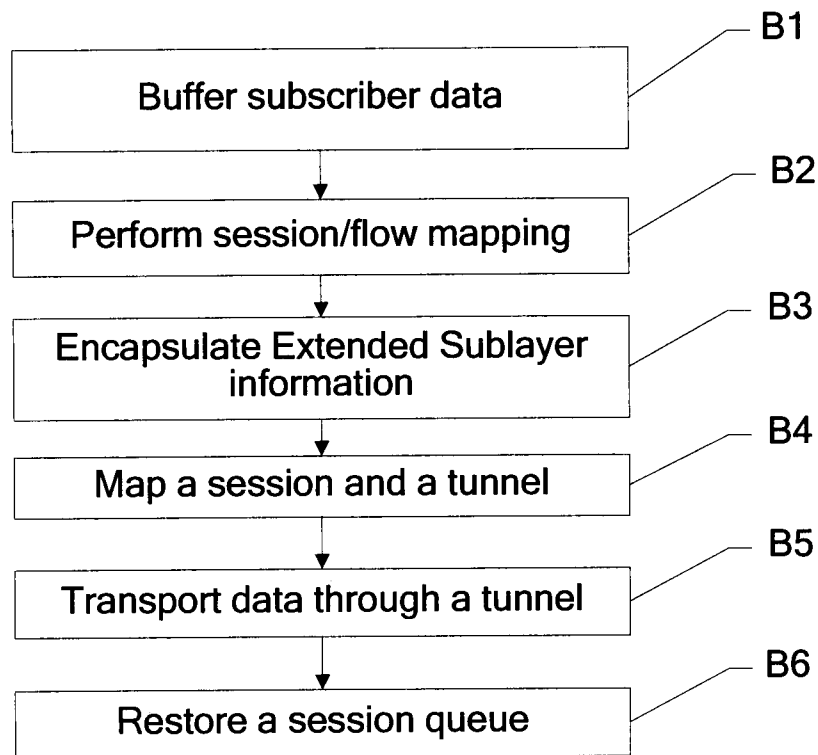 B1
Buffer subscriber data
B2
Perform session/flow mapping
B3
Encapsulate Extended Sublayer
information
B4
Map a session and a tunnel
B5
Transport data through a tunnel
B6
Restore a session queue